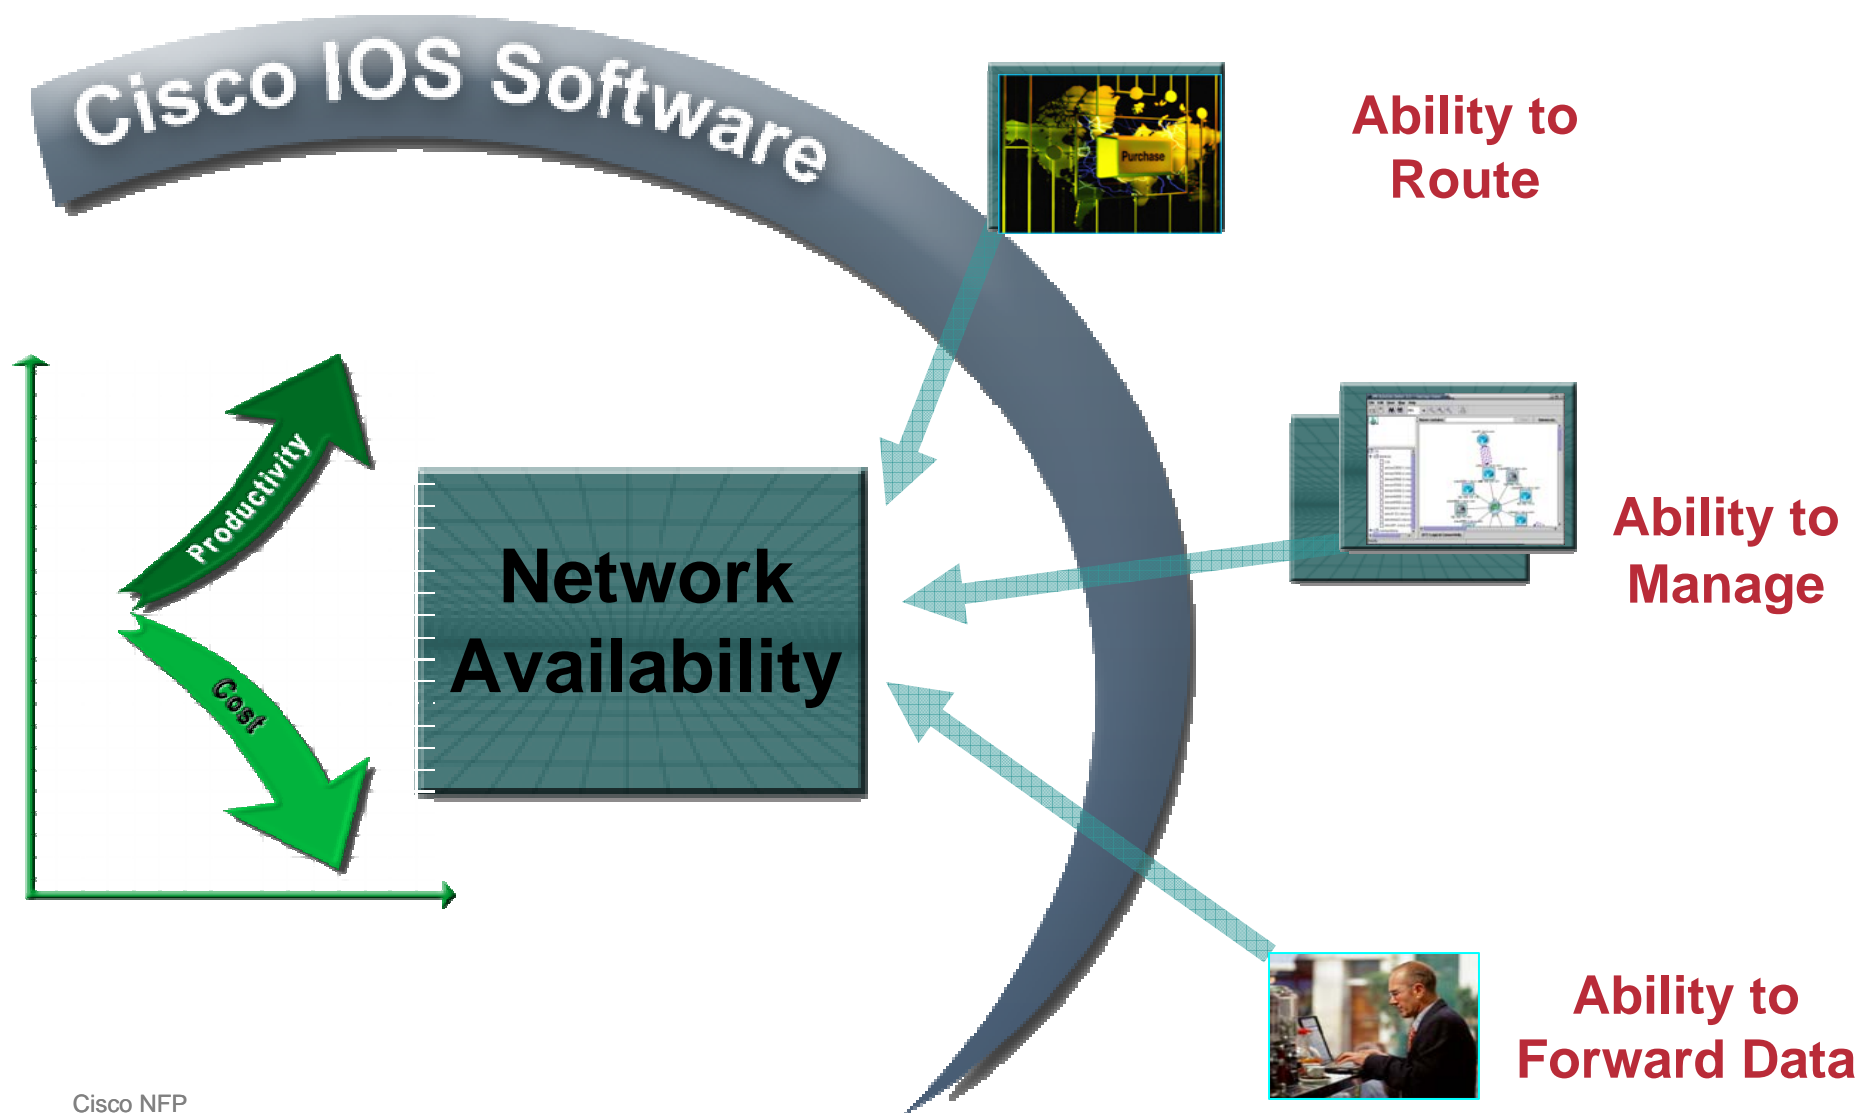 Cisco IOS Software
Purchase
Ability to
Route
Productivity
Cost
Network
Availability
Ability to
Manage
Ability to
Forward Data
Cisco NFP